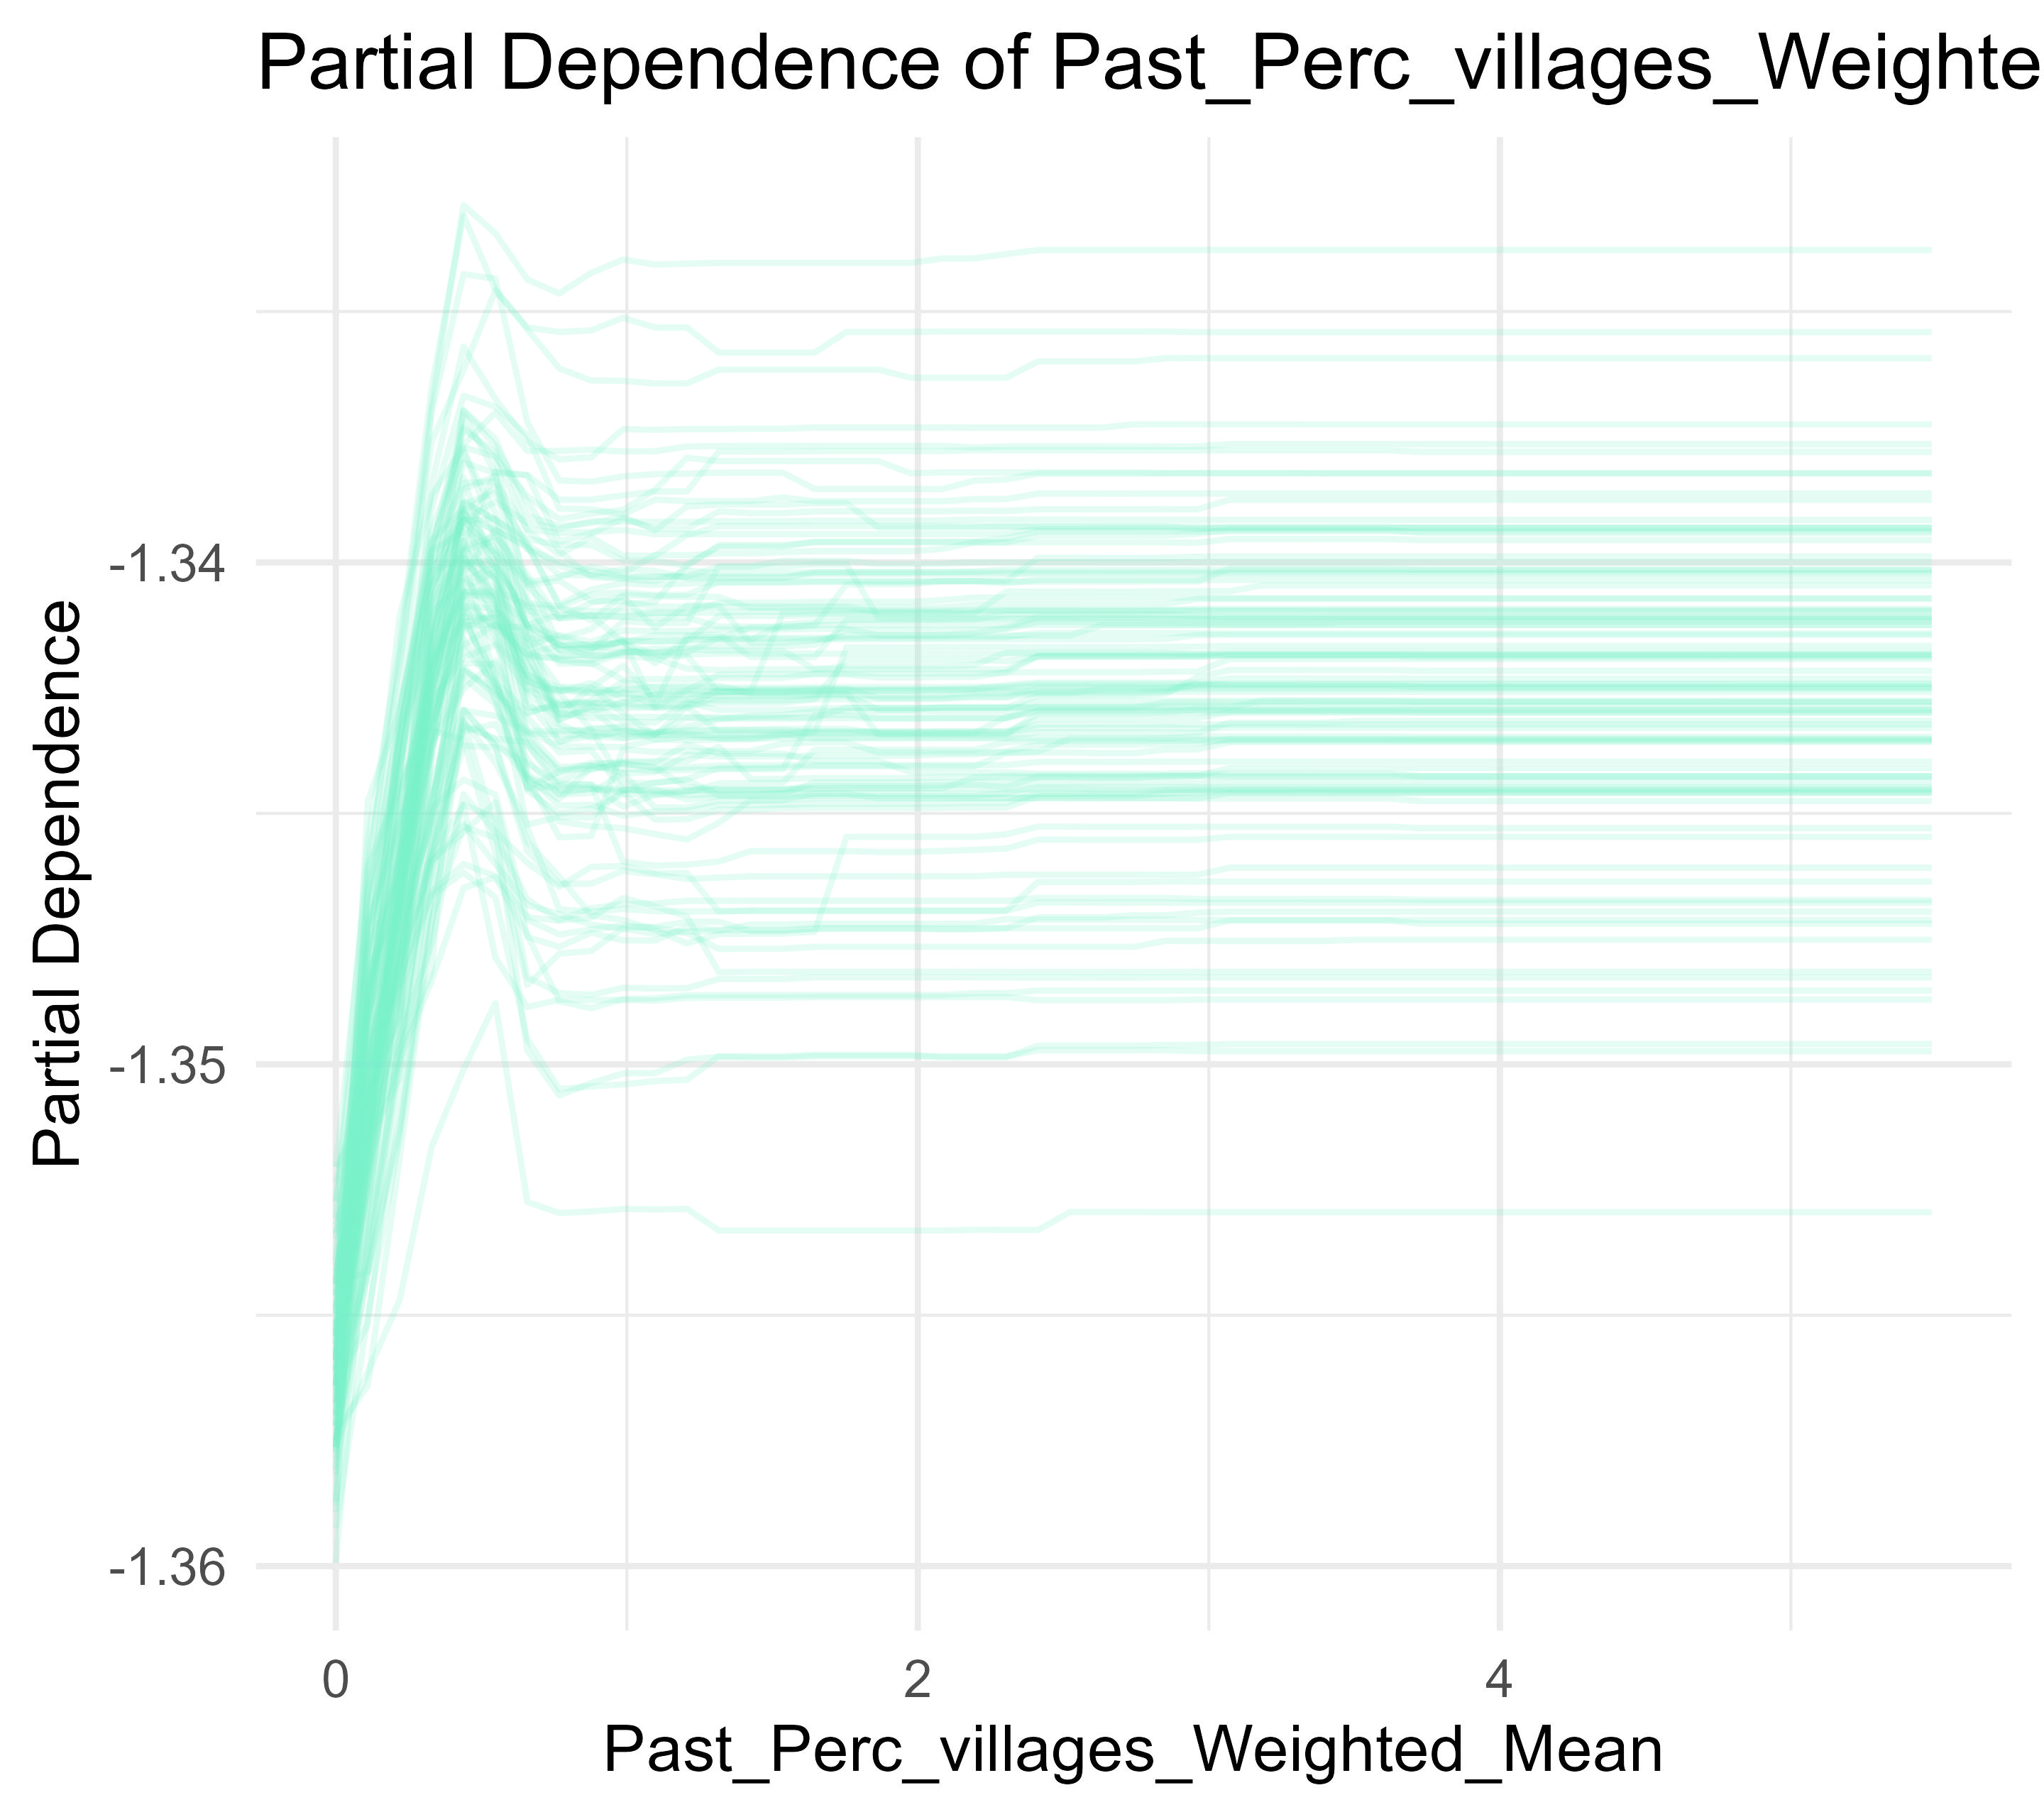 Partial Dependence of Past_Perc_villages_Weighte
Partial Dependence
-1.34
-1.35
-1.36
0
2
4
Past_Perc_villages_Weighted_Mean